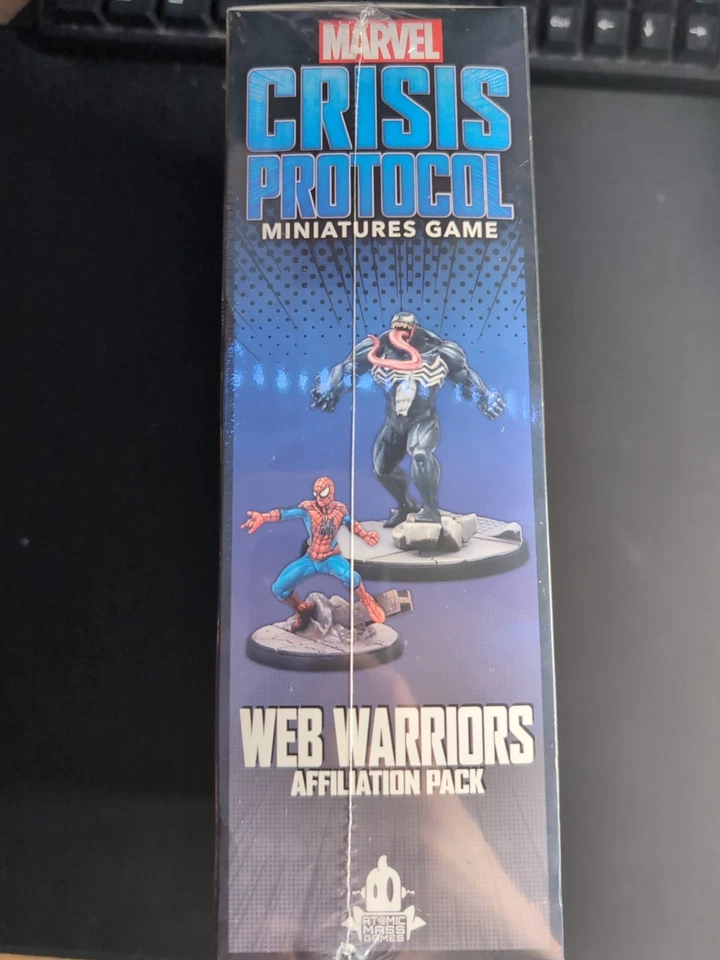 MARVEL
CRISIS
PROTOCOL
MINIATURES GAME
WEB WARRIORS
AFFILIATION PACK
ATOMIC
MASS
GAMES